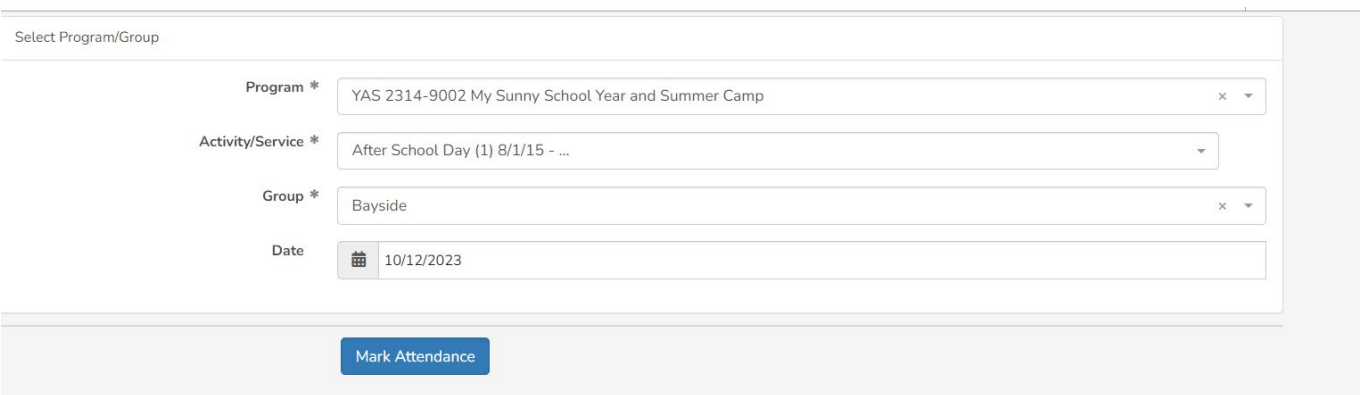 Select Program/Group
Program * YAS 2314-9002 My Sunny School Year and Summer Camp × 
Activity/Service * After School Day (1) 8/1/15 - ...
Group * Bayside ×
Date 10/12/2023
Mark Attendance